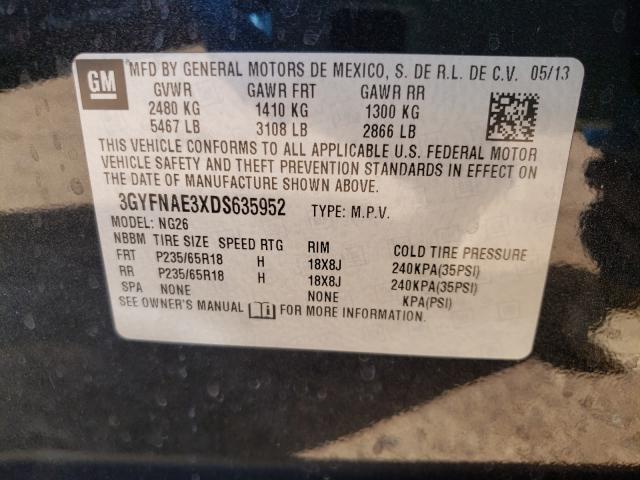 GM MFD BY GENERAL MOTORS DE MEXICO, S. DE R.L. DE C.V. 05/13
GVWR GAWR FRT GAWR RR
2480 KG 1410 KG 1300 KG
5467 LB 3108 LB 2866 LB
THIS VEHICLE CONFORMS TO ALL APPLICABLE U.S. FEDERAL MOTOR
VEHICLE SAFETY AND THEFT PREVENTION STANDARDS IN EFFECT ON
THE DATE OF MANUFACTURE SHOWN ABOVE.
3GYFNAE3XDS635952 TYPE: M.P.V.
MODEL: NG26
NBBM TIRE SIZE SPEED RTG RIM COLD TIRE PRESSURE
FRT P235/65R18 H 18X8J 240KPA(35PSI)
RR P235/65R18 H 18X8J 240KPA(35PSI)
SPA NONE NONE KPA(PSI)
SEE OWNER'S MANUAL FOR MORE INFORMATION.